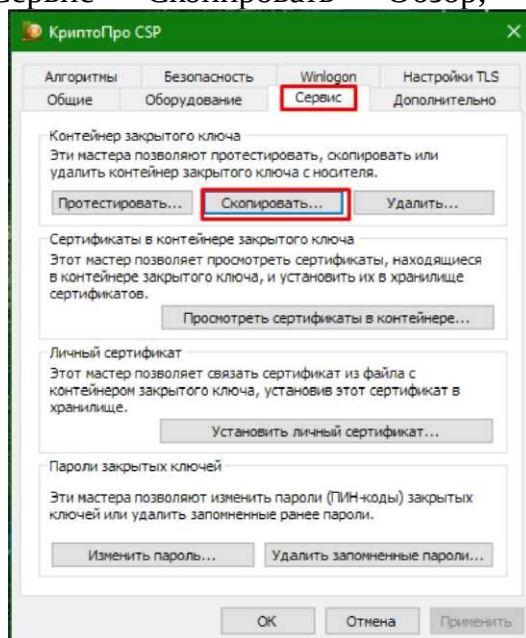 Сервис – Скопировать – Обзор,
КриптоПро CSP
Алгоритмы Безопасность Winlogon Настройки TLS
Общие Оборудование Сервис Дополнительно
Контейнер закрытого ключа
Эти мастера позволяют протестировать, скопировать или
удалить контейнер закрытого ключа с носителя.
Протестировать... Скопировать... Удалить...
Сертификаты в контейнере закрытого ключа
Этот мастер позволяет просмотреть сертификаты, находящиеся
в контейнере закрытого ключа, и установить их в хранилище
сертификатов.
Просмотреть сертификаты в контейнере...
Личный сертификат
Этот мастер позволяет связать сертификат из файла с
контейнером закрытого ключа, установив этот сертификат в
хранилище.
Установить личный сертификат...
Пароли закрытых ключей
Эти мастера позволяют изменить пароли (ПИН-коды) закрытых
ключей или удалить запомненные ранее пароли.
Изменить пароль... Удалить запомненные пароли...
ОК Отмена Применить